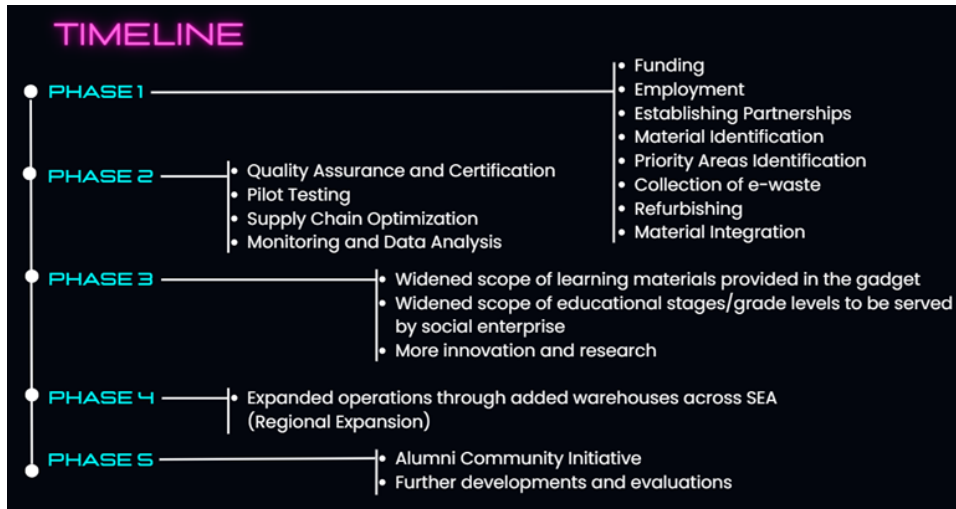 TIMELINE
PHASE 1
• Funding
• Employment
• Establishing Partnerships
• Material Identification
• Priority Areas Identification
• Collection of e-waste
• Refurbishing
• Material Integration
PHASE 2
• Quality Assurance and Certification
• Pilot Testing
• Supply Chain Optimization
• Monitoring and Data Analysis
PHASE 3
• Widened scope of learning materials provided in the gadget
• Widened scope of educational stages/grade levels to be served
by social enterprise
• More innovation and research
PHASE 4
• Expanded operations through added warehouses across SEA
(Regional Expansion)
PHASE 5
• Alumni Community Initiative
• Further developments and evaluations